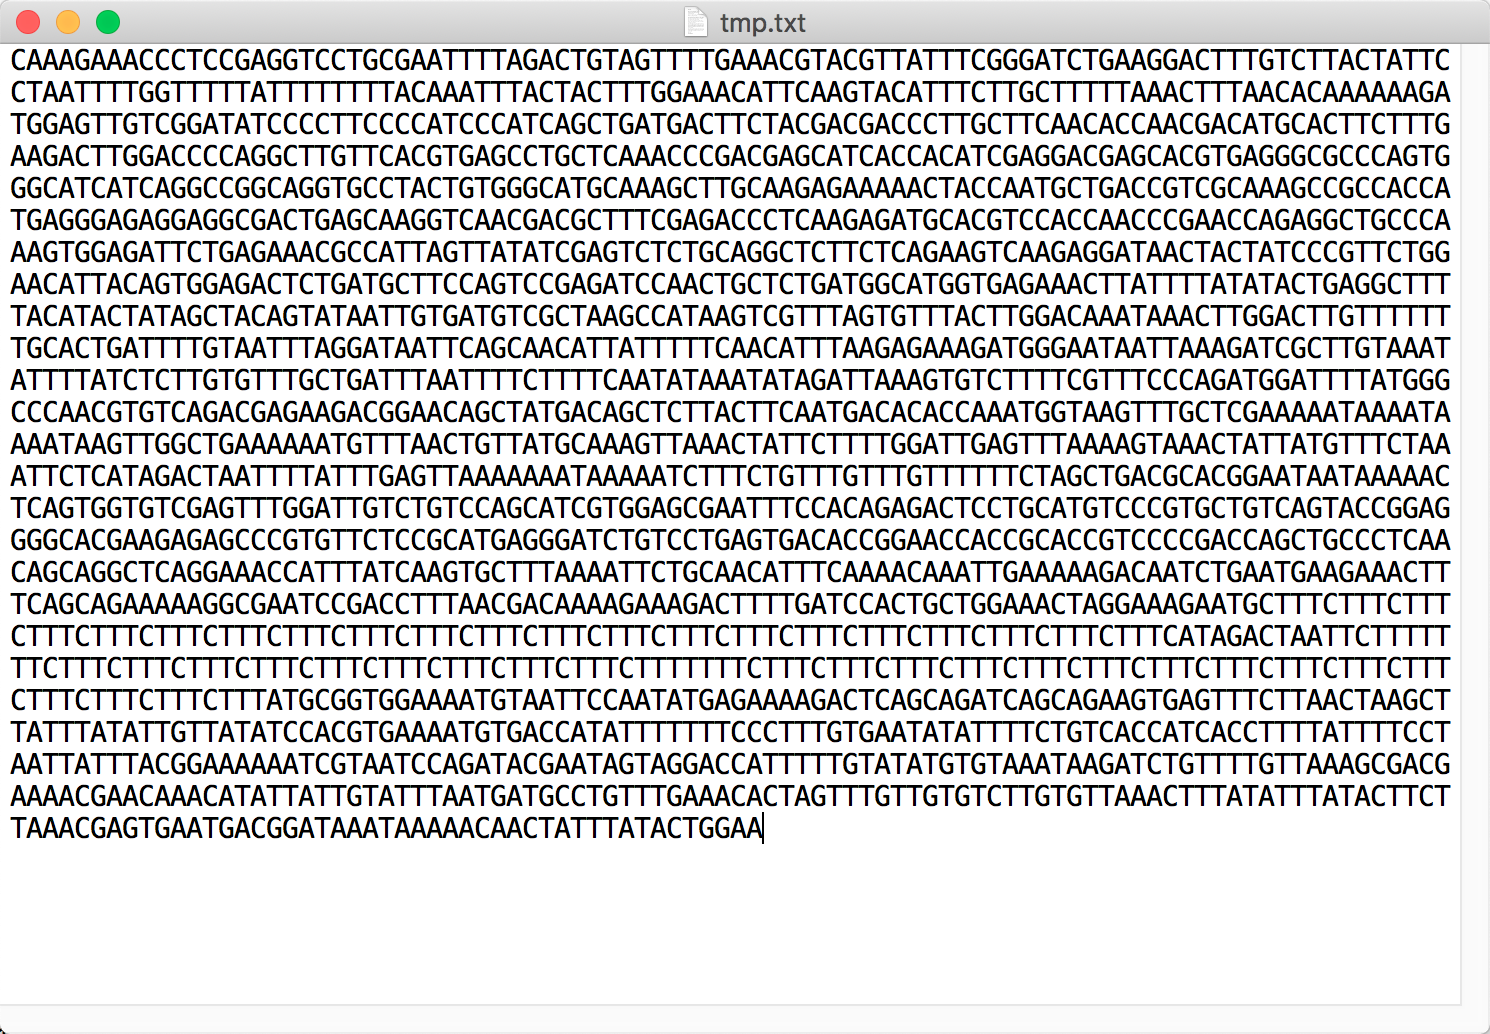 tmp.txt
CAAAGAAACCCTCCGAGGTCCTGCGAATTTTAGACTGTAGTTTTGAAACGTACGTTATTTCGGGATCTGAAGGACTTTGTCTTACTATTC
CTAATTTTGGTTTTTATTTTTTTTACAAATTTACTACTTTGGAAACATTCAAGTACATTTCTTGCTTTTTAAACTTTAACACAAAAAAGA
TGGAGTTGTCGGATATCCCCTTCCCCATCCCATCAGCTGATGACTTCTACGACGACCCTTGCTTCAACACCAACGACATGCACTTCTTTG
AAGACTTGGACCCCAGGCTTGTTCACGTGAGCCTGCTCAAACCCGACGAGCATCACCACATCGAGGACGAGCACGTGAGGGCGCCCAGTG
GGCATCATCAGGCCGGCAGGTGCCTACTGTGGGCATGCAAAGCTTGCAAGAGAAAAACTACCAATGCTGACCGTCGCAAAGCCGCCACCA
TGAGGGAGAGGAGGCGACTGAGCAAGGTCAACGACGCTTTCGAGACCCTCAAGAGATGCACGTCCACCAACCCGAACCAGAGGCTGCCCA
AAGTGGAGATTCTGAGAAACGCCATTAGTTATATCGAGTCTCTGCAGGCTCTTCTCAGAAGTCAAGAGGATAACTACTATCCCGTTCTGG
AACATTACAGTGGAGACTCTGATGCTTCCAGTCCGAGATCCAACTGCTCTGATGGCATGGTGAGAAACTTATTTTATATACTGAGGCTTT
TACATACTATAGCTACAGTATAATTGTGATGTCGCTAAGCCATAAGTCGTTTAGTGTTTACTTGGACAAATAAACTTGGACTTGTTTTTT
TGCACTGATTTTGTAATTTAGGATAATTCAGCAACATTATTTTTCAACATTTAAGAGAAAGATGGGAATAATTAAAGATCGCTTGTAAAT
ATTTTATCTCTTGTGTTTGCTGATTTAATTTTCTTTTCAATATAAATATAGATTAAAGTGTCTTTTCGTTTCCCAGATGGATTTTATGGG
CCCAACGTGTCAGACGAGAAGACGGAACAGCTATGACAGCTCTTACTTCAATGACACACCAAATGGTAAGTTTGCTCGAAAAATAAAATA
AAATAAGTTGGCTGAAAAAATGTTTAACTGTTATGCAAAGTTAAACTATTCTTTTGGATTGAGTTTAAAAGTAAACTATTATGTTTCTAA
ATTCTCATAGACTAATTTTATTTGAGTTAAAAAAATAAAAATCTTTCTGTTTGTTTGTTTTTTCTAGCTGACGCACGGAATAATAAAAAC
TCAGTGGTGTCGAGTTTGGATTGTCTGTCCAGCATCGTGGAGCGAATTTCCACAGAGACTCCTGCATGTCCCGTGCTGTCAGTACCGGAG
GGGCACGAAGAGAGCCCGTGTTCTCCGCATGAGGGATCTGTCCTGAGTGACACCGGAACCACCGCACCGTCCCCGACCAGCTGCCCTCAA
CAGCAGGCTCAGGAAACCATTTATCAAGTGCTTTAAAATTCTGCAACATTTCAAAACAAATTGAAAAAGACAATCTGAATGAAGAAACTT
TCAGCAGAAAAAGGCGAATCCGACCTTTAACGACAAAAGAAAGACTTTTGATCCACTGCTGGAAACTAGGAAAGAATGCTTTCTTTCTTT
CTTTCTTTCTTTCTTTCTTTCTTTCTTTCTTTCTTTCTTTCTTTCTTTCTTTCTTTCTTTCTTTCTTTCTTTCATAGACTAATTCTTTTT
TTCTTTCTTTCTTTCTTTCTTTCTTTCTTTCTTTCTTTCTTTTTTTCTTTCTTTCTTTCTTTCTTTCTTTCTTTCTTTCTTTCTTTCTTT
CTTTCTTTCTTTCTTTATGCGGTGGAAAATGTAATTCCAATATGAGAAAAGACTCAGCAGATCAGCAGAAGTGAGTTTCTTAACTAAGCT
TATTTATATTGTTATATCCACGTGAAAATGTGACCATATTTTTTTCCCTTTGTGAATATATTTTCTGTCACCATCACCTTTTATTTTCCT
AATTATTTACGGAAAAAATCGTAATCCAGATACGAATAGTAGGACCATTTTTGTATATGTGTAAATAAGATCTGTTTTGTTAAAGCGACG
AAAACGAACAAACATATTATTGTATTTAATGATGCCTGTTTGAAACACTAGTTTGTTGTGTCTTGTGTTAAACTTTATATTTATACTTCT
TAAACGAGTGAATGACGGATAAATAAAAACAACTATTTATACTGGAA